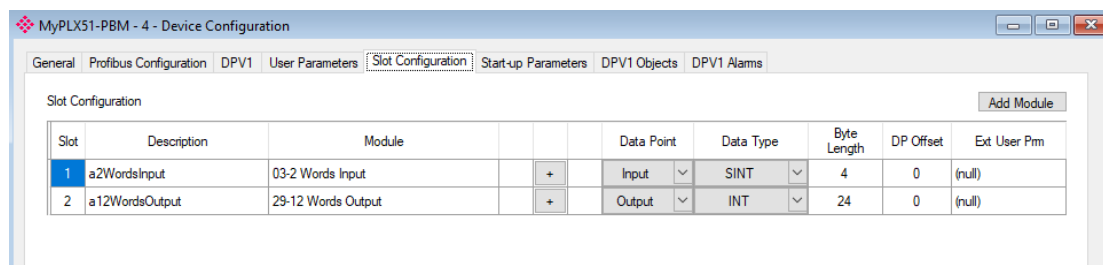 MyPLX51-PBM - 4 - Device Configuration
General Profibus Configuration DPV1 User Parameters Slot Configuration Start-up Parameters DPV1 Objects DPV1 Alarms
Slot Configuration Add Module
Slot Description Module Data Point Data Type Byte Length DP Offset Ext User Prm
1 a2WordsInput 03-2 Words Input + Input SINT 4 0 (null)
2 a12WordsOutput 29-12 Words Output + Output INT 24 0 (null)